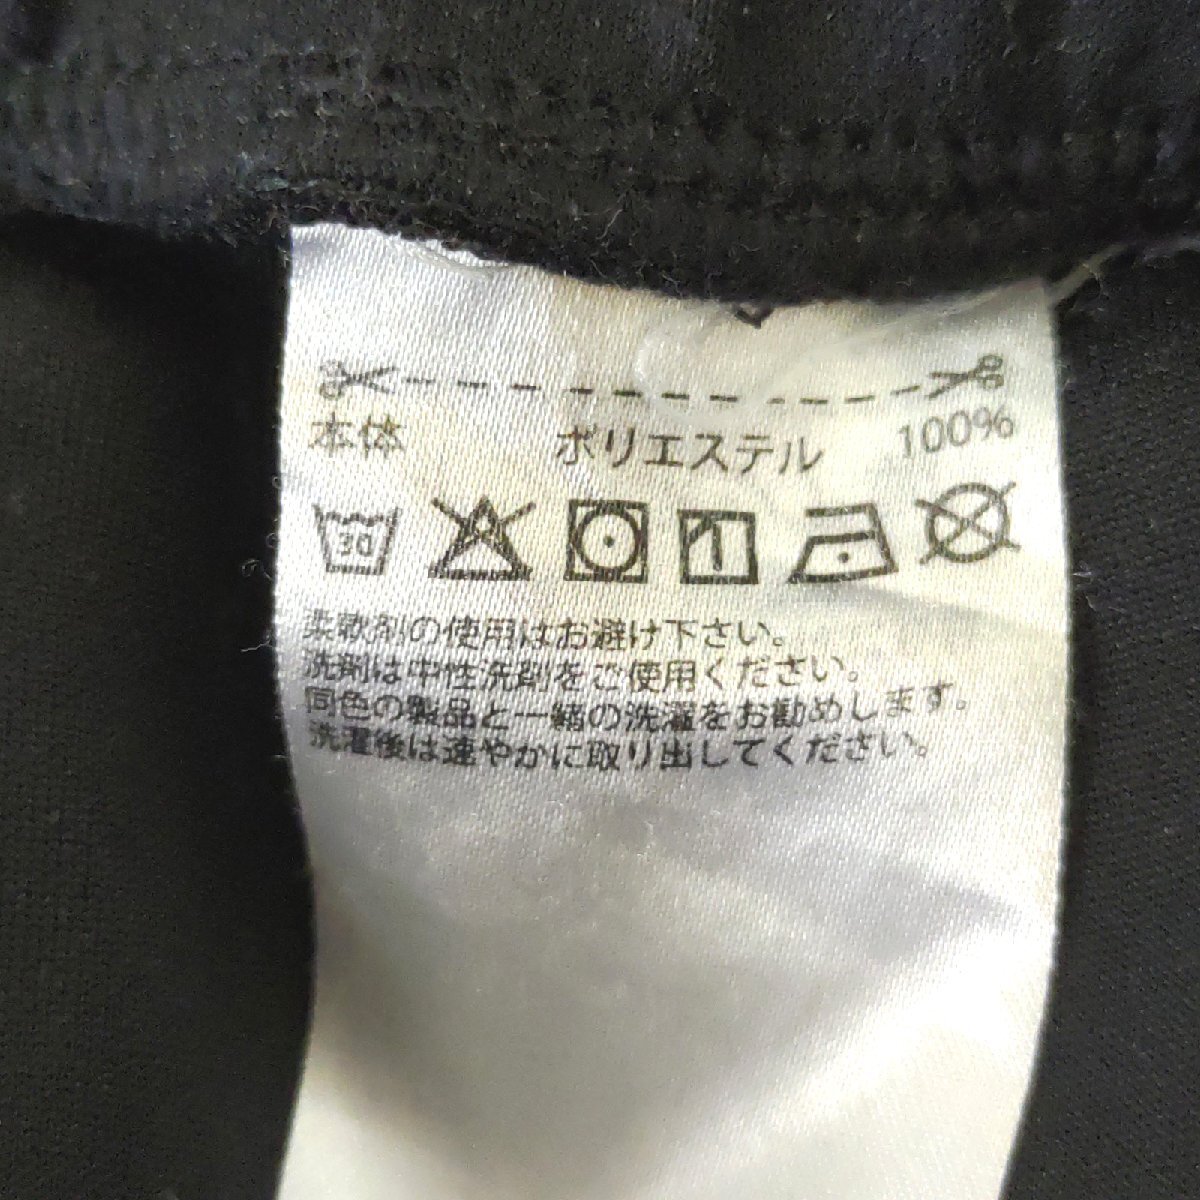 本体 ポリエステル 100%
30
柔軟剤の使用はお避け下さい。
洗剤は中性洗剤をご使用ください。
同色の製品と一緒の洗濯をお勧めします。
洗濯後は速やかに取り出してください。